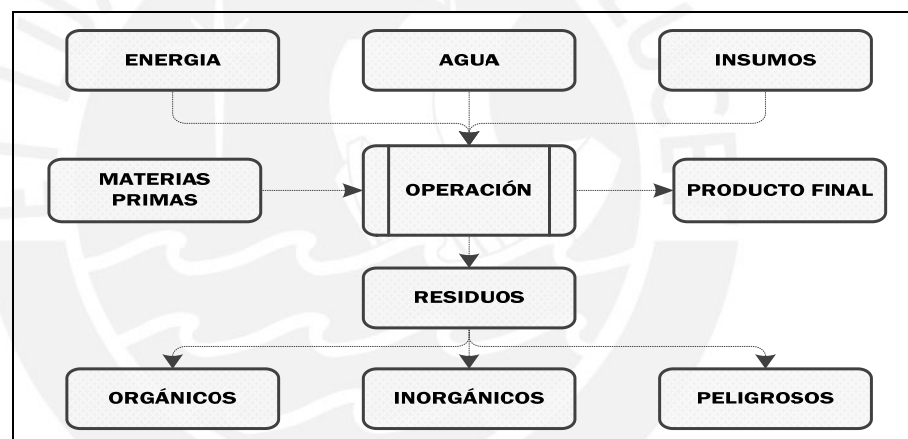 ENERGIA
AGUA
INSUMOS
MATERIAS
PRIMAS
OPERACIÓN
PRODUCTO FINAL
RESIDUOS
ORGÁNICOS
INORGÁNICOS
PELIGROSOS